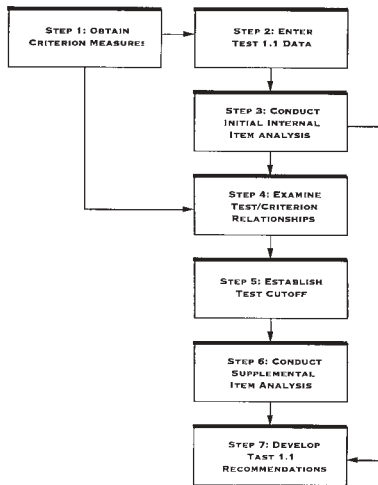 STEP 1: OBTAIN
CRITERION MEASURES
STEP 2: ENTER
TEST 1.1 DATA
STEP 3: CONDUCT
INITIAL INTERNAL
ITEM ANALYSIS
STEP 4: EXAMINE
TEST/CRITERION
RELATIONSHIPS
STEP 5: ESTABLISH
TEST CUTOFF
STEP 6: CONDUCT
SUPPLEMENTAL
ITEM ANALYSIS
STEP 7: DEVELOP
TAST 1.1
RECOMMENDATIONS